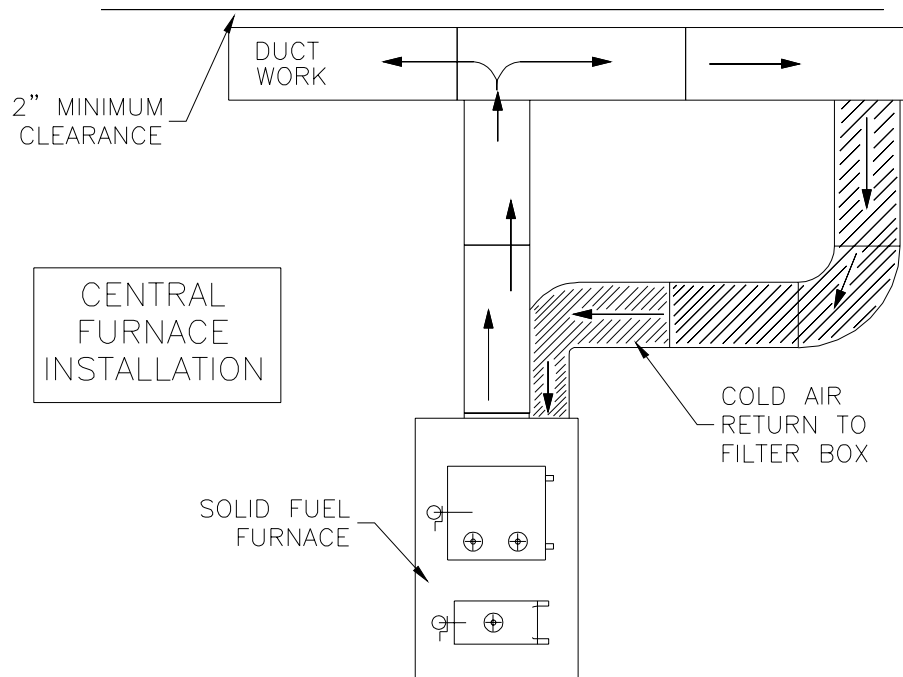 DUCT
WORK
2” MINIMUM
CLEARANCE
CENTRAL
FURNACE
INSTALLATION
COLD AIR
RETURN TO
FILTER BOX
SOLID FUEL
FURNACE